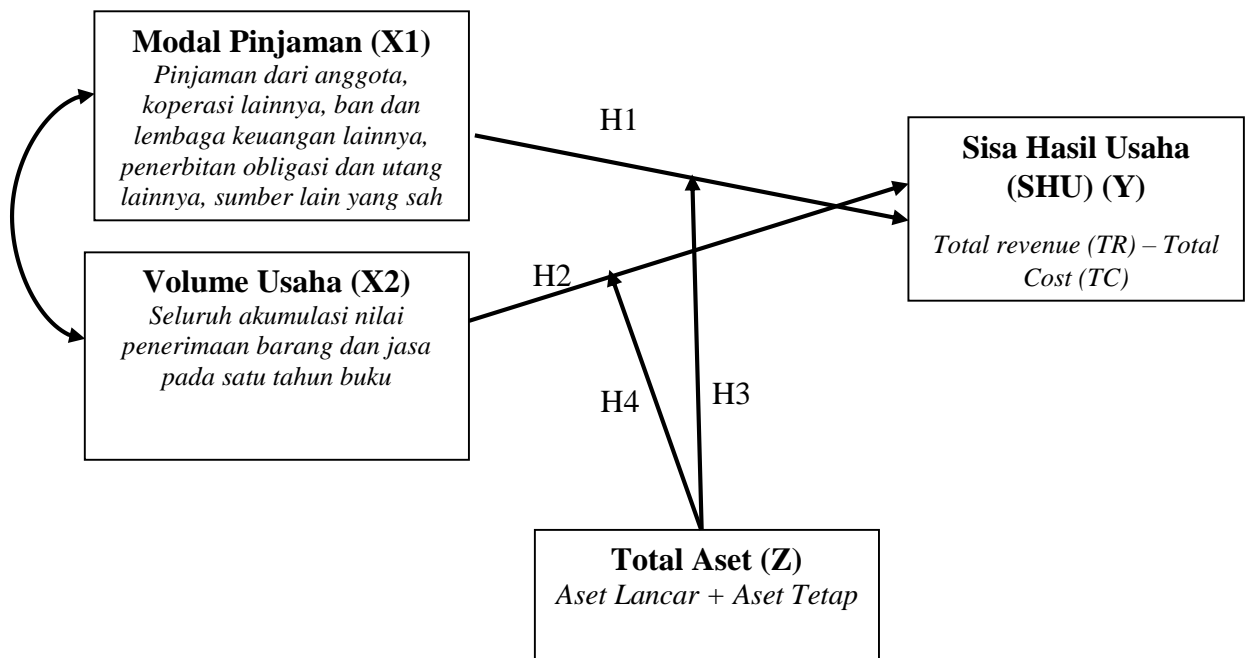 Modal Pinjaman (X1)
Pinjaman dari anggota,
koperasi lainnya, ban dan
lembaga keuangan lainnya,
penerbitan obligasi dan utang
lainnya, sumber lain yang sah
H1
Sisa Hasil Usaha
(SHU) (Y)
Total revenue (TR) – Total
Cost (TC)
Volume Usaha (X2)
Seluruh akumulasi nilai
penerimaan barang dan jasa
pada satu tahun buku
H2
H4
H3
Total Aset (Z)
Aset Lancar + Aset Tetap